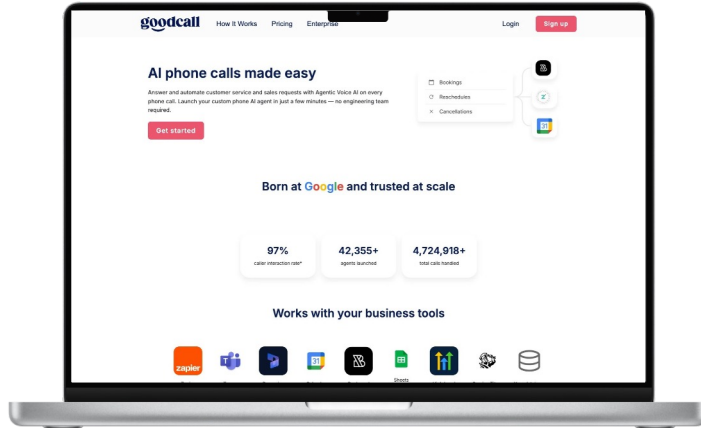 goodcall How It Works Pricing Enterprise Login Sign up
AI phone calls made easy
Answer and automate customer service and sales requests with Agentic Voice AI on every
phone call. Launch your custom phone AI agent in just a few minutes — no engineering team
required.
Get started
Bookings
Reschedules
Cancellations
31
Born at Google and trusted at scale
97%
caller interaction rate*
42,355+
agents launched
4,724,918+
total calls handled
Works with your business tools
zapier
T
31
Sheets